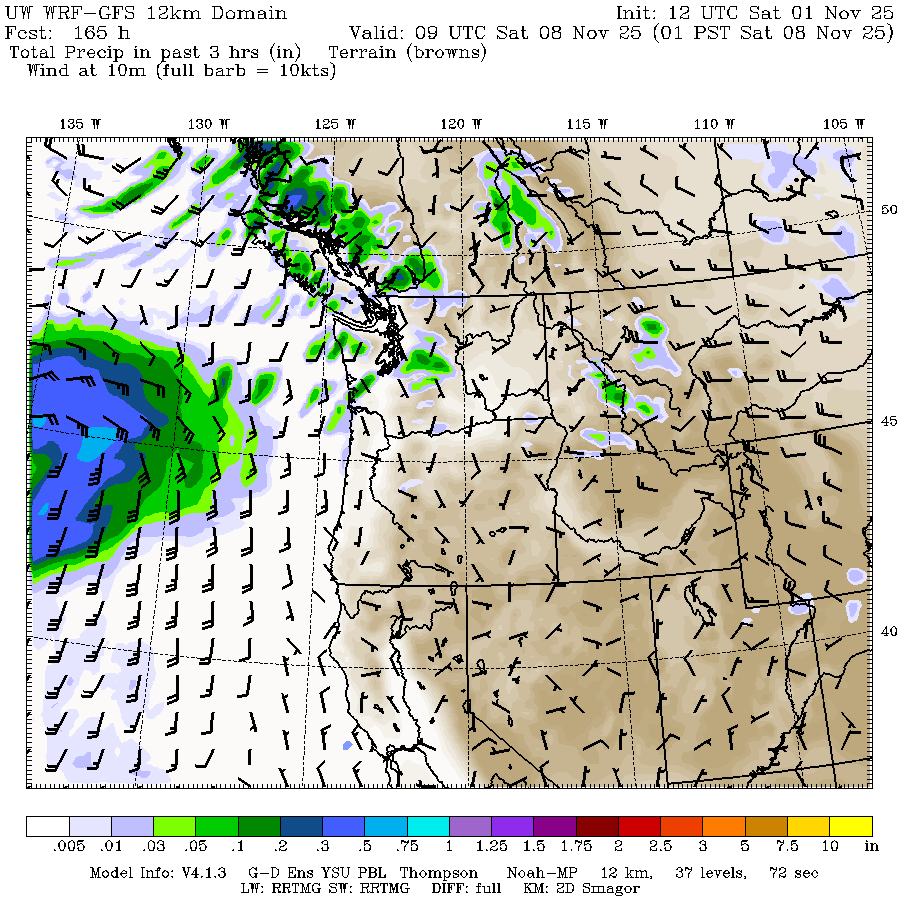 UW WRF-GFS 12km Domain Init: 12 UTC Sat 01 Nov 25
Fcst: 165 h Valid: 09 UTC Sat 08 Nov 25 (01 PST Sat 08 Nov 25)
Total Precip in past 3 hrs (in) Terrain (browns)
Wind at 10m (full barb = 10kts)
135 W 130 W 125 W 120 W 115 W 110 W 105 W
50
45
40
.005 .01 .03 .05 .1 .2 .3 .5 .75 1 1.25 1.5 1.75 2 2.5 3 5 7.5 10 in
Model Info: V4.1.3 G-D Ens YSU PBL Thompson Noah-MP 12 km, 37 levels, 72 sec
LW: RRTMG SW: RRTMG DIFF: full KM: 2D Smagor